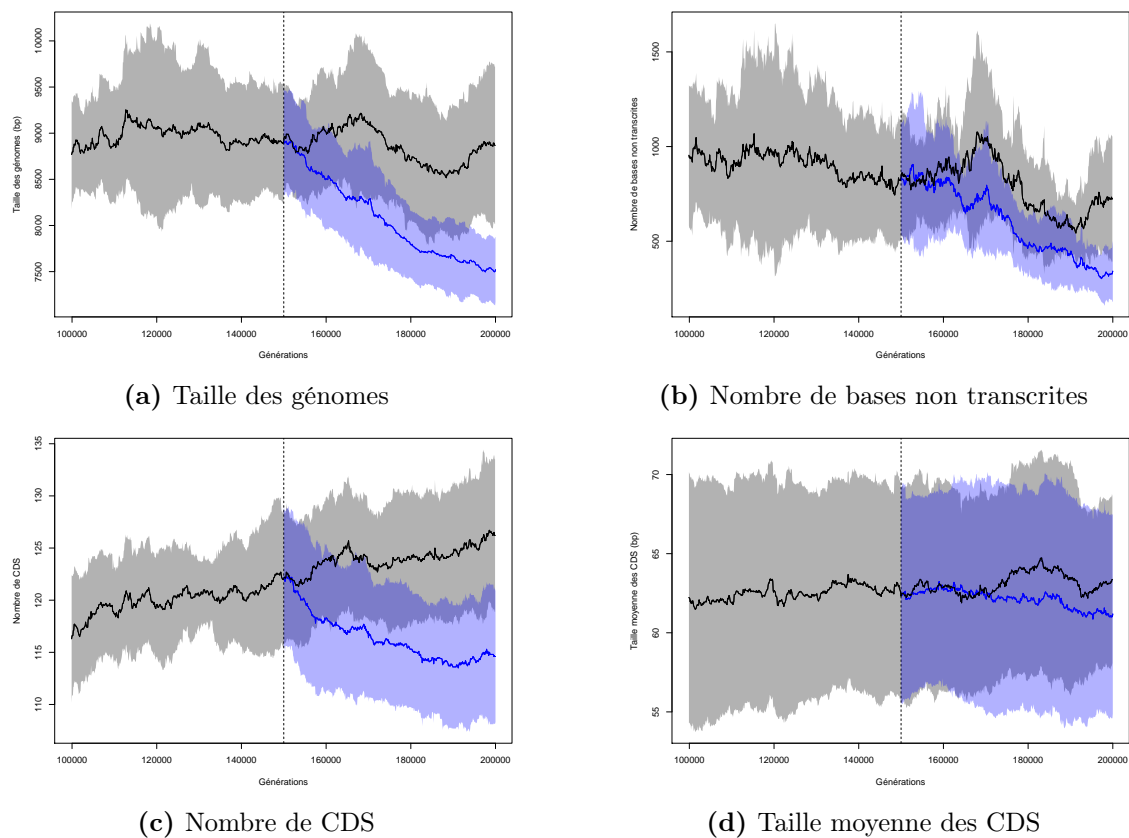 Taille des génomes (bp)
10000
9500
9000
8500
8000
7500
100000 120000 140000 160000 180000 200000
Générations
(a) Taille des génomes
Nombre de bases non transcrites
1500
1000
500
100000 120000 140000 160000 180000 200000
Générations
(b) Nombre de bases non transcrites
Nombre de CDS
135
130
125
120
115
110
100000 120000 140000 160000 180000 200000
Générations
(c) Nombre de CDS
Taille moyenne des CDS (bp)
70
65
60
55
100000 120000 140000 160000 180000 200000
Générations
(d) Taille moyenne des CDS